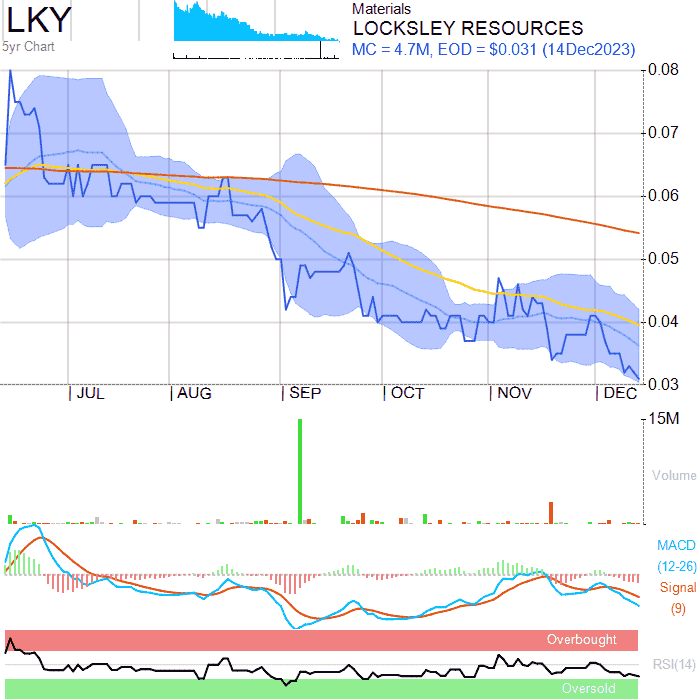 LKY
5yr Chart
Materials
LOCKSLEY RESOURCES
MC = 4.7M, EOD = $0.031 (14Dec2023)
0.08
0.07
0.06
0.05
0.04
0.03
JUL AUG SEP OCT NOV DEC
15M
Volume
MACD
(12-26)
Signal
(9)
Overbought
RSI(14)
Oversold